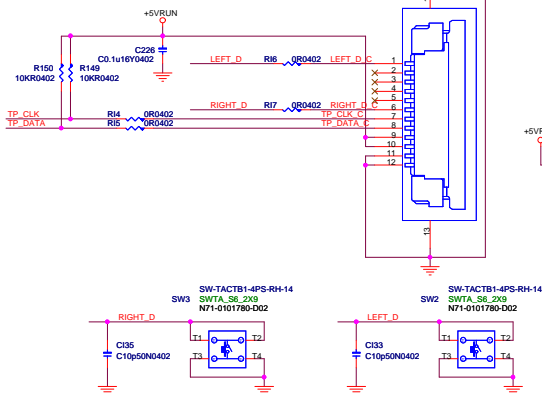 +5VRUN
C226
C0.1u16Y0402
R150
10KR0402
R149
10KR0402
LEFT_D
RI6
0R0402
LEFT_D_C
RIGHT_D
RI7
0R0402
RIGHT_D_C
TP_CLK
RI4
0R0402
TP_CLK_C
TP_DATA
RI5
0R0402
TP_DATA_C
1
2
3
4
5
6
7
8
9
10
11
12
13
SW-TACTB1-4PS-RH-14
SW3
SWTA_S6_2X9
N71-0101780-D02
RIGHT_D
CI35
C10p50N0402
T1
T2
T3
T4
SW-TACTB1-4PS-RH-14
SW2
SWTA_S6_2X9
N71-0101780-D02
LEFT_D
CI33
C10p50N0402
T1
T2
T3
T4